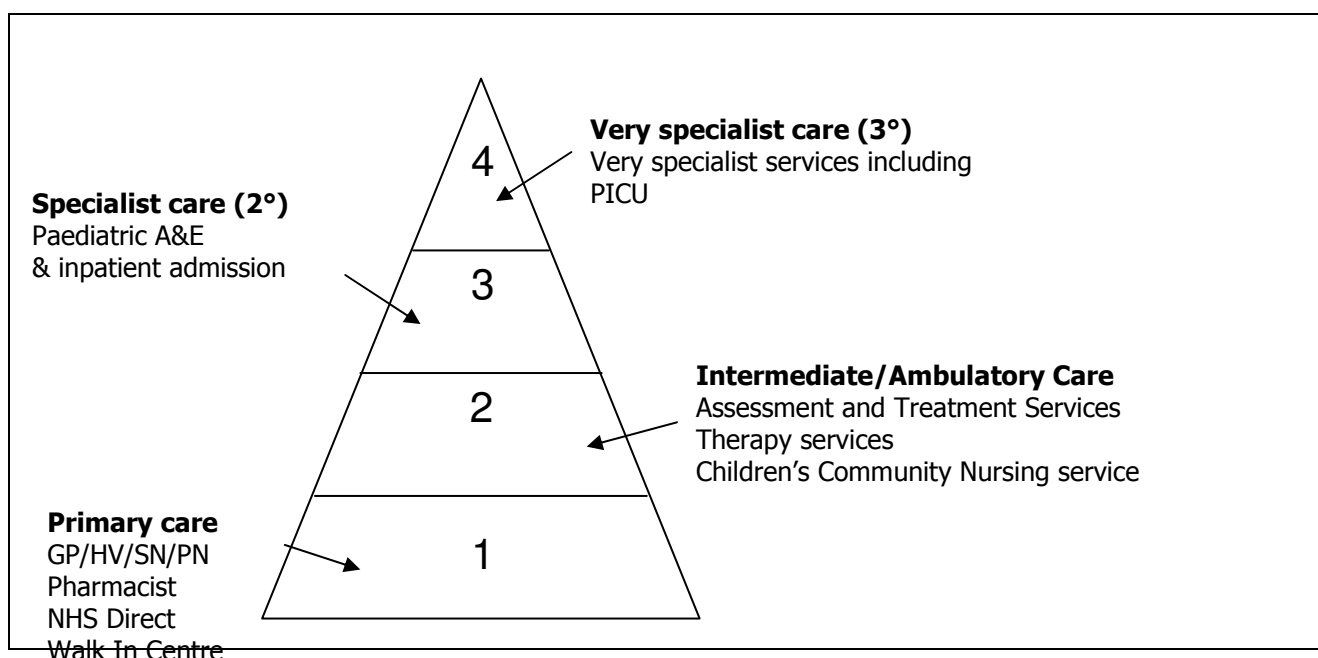 4
Very specialist care (3°)
Very specialist services including
PICU
Specialist care (2°)
Paediatric A&E
& inpatient admission
3
2
Intermediate/Ambulatory Care
Assessment and Treatment Services
Therapy services
Children's Community Nursing service
Primary care
GP/HV/SN/PN
Pharmacist
NHS Direct
Walk In Centre
1